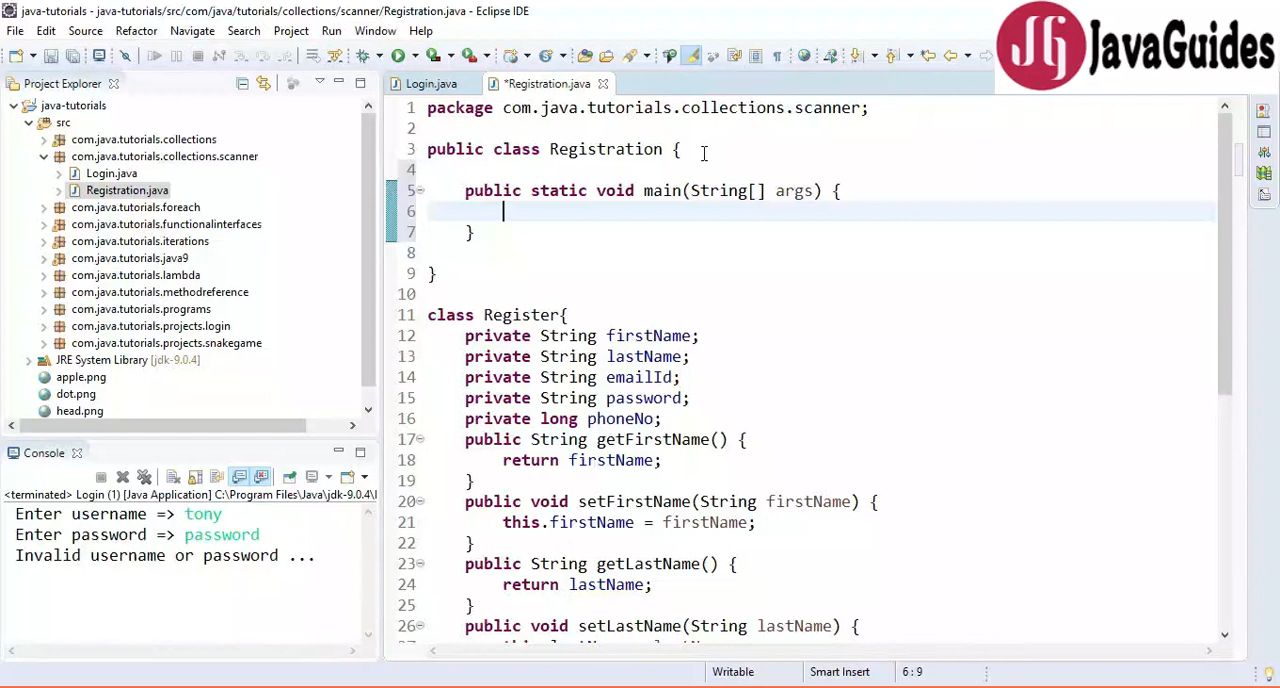 java-tutorials - java-tutorials/src/com/java/tutorials/collections/scanner/Registration.java - Eclipse IDE
JavaGuides
File Edit Source Refactor Navigate Search Project Run Window Help
Project Explorer
java-tutorials
src
com.java.tutorials.collections
com.java.tutorials.collections.scanner
Login.java
Registration.java
com.java.tutorials.foreach
com.java.tutorials.functionalinterfaces
com.java.tutorials.iterations
com.java.tutorials.java9
com.java.tutorials.lambda
com.java.tutorials.methodreference
com.java.tutorials.programs
com.java.tutorials.projects.login
com.java.tutorials.projects.snakegame
JRE System Library [jdk-9.0.4]
apple.png
dot.png
head.png
Console
<terminated> Login (1) [Java Application] C:\Program Files\Java\jdk-9.0.4\
Enter username => tony
Enter password => password
Invalid username or password ...
Login.java *Registration.java
1 package com.java.tutorials.collections.scanner;
2
3 public class Registration {
4
5 public static void main(String[] args) {
6
7 }
8
9 }
10
11 class Register{
12 private String firstName;
13 private String lastName;
14 private String emailId;
15 private String password;
16 private long phoneNo;
17 public String getFirstName() {
18 return firstName;
19 }
20 public void setFirstName(String firstName) {
21 this.firstName = firstName;
22 }
23 public String getLastName() {
24 return lastName;
25 }
26 public void setLastName(String lastName) {
Writable Smart Insert 6 : 9